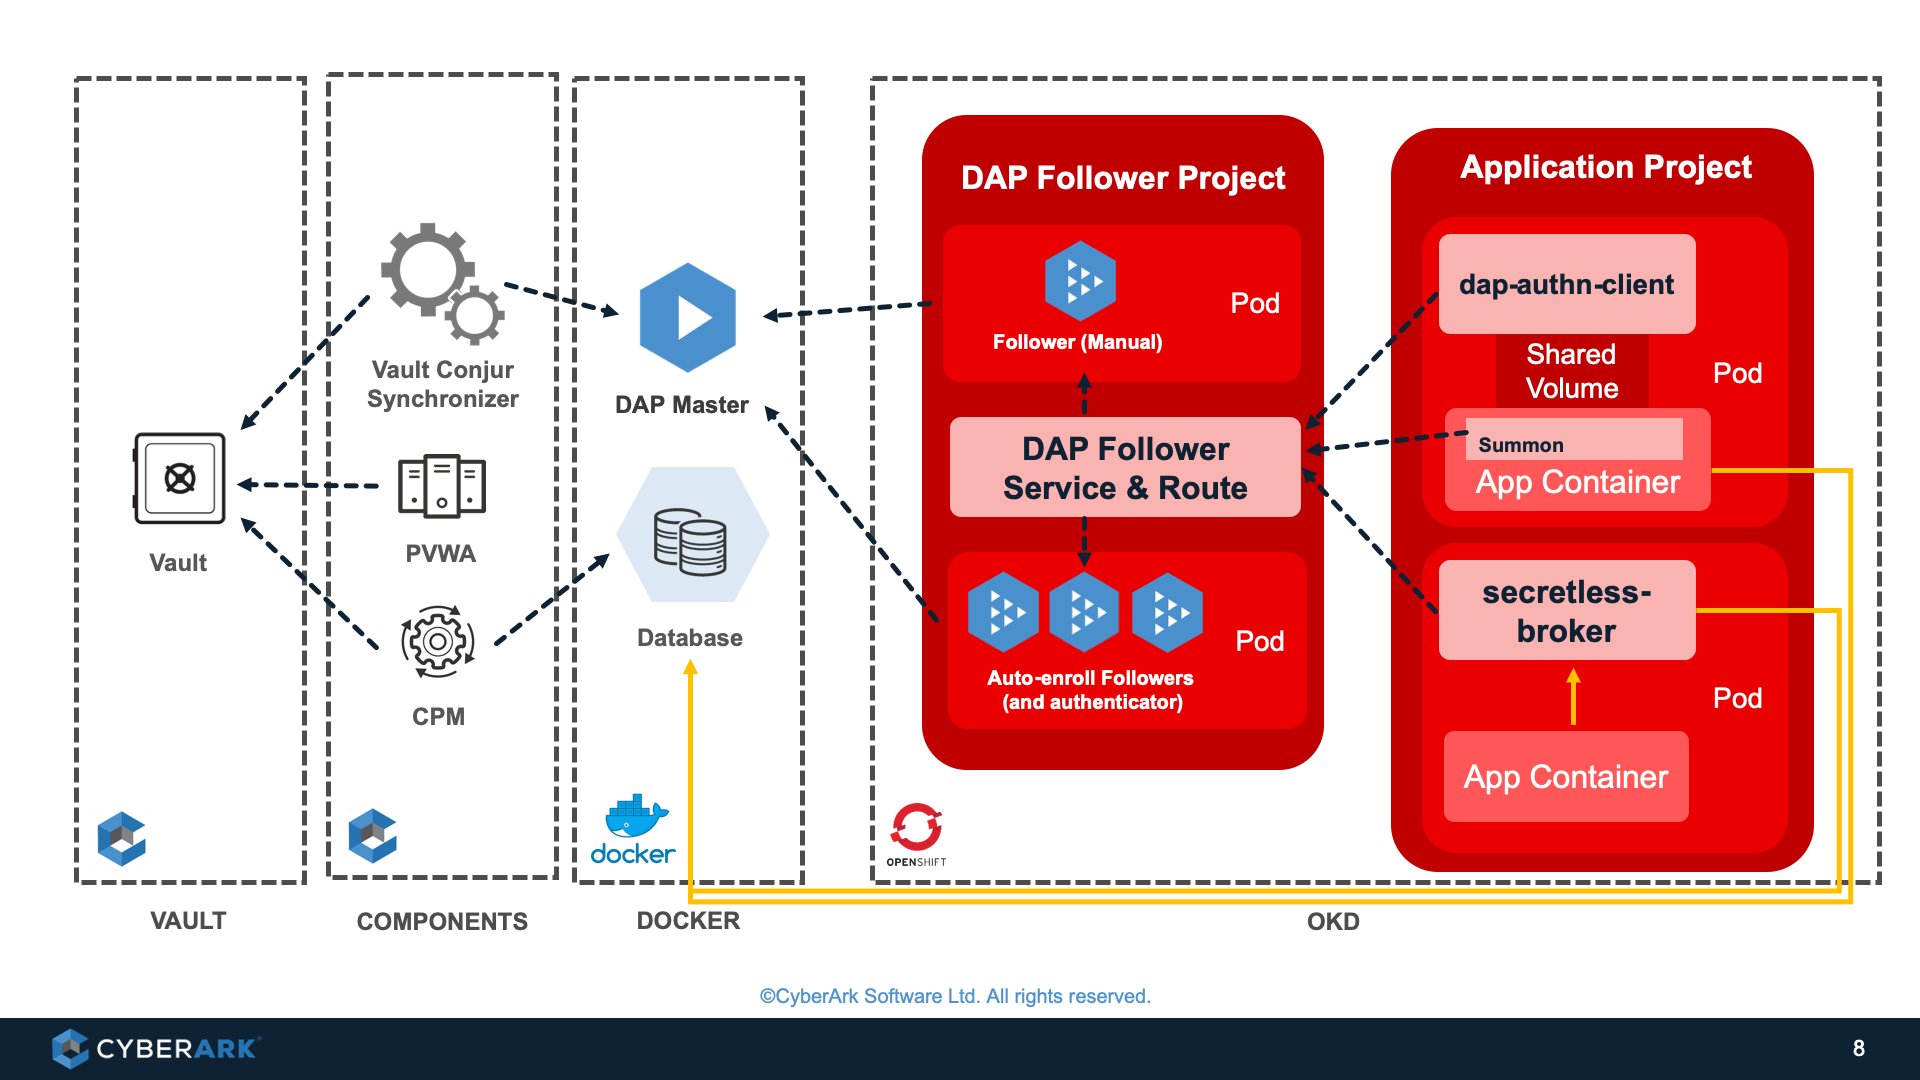 Vault
VAULT
Vault Conjur
Synchronizer
PVWA
CPM
COMPONENTS
DAP Master
Database
docker
DOCKER
DAP Follower Project
Follower (Manual)
Pod
DAP Follower
Service & Route
Auto-enroll Followers
(and authenticator)
Pod
OPENSHIFT
Application Project
dap-authn-client
Shared
Volume
Pod
Summon
App Container
secretless-
broker
Pod
App Container
OKD
©CyberArk Software Ltd. All rights reserved.
CYBERARK
8